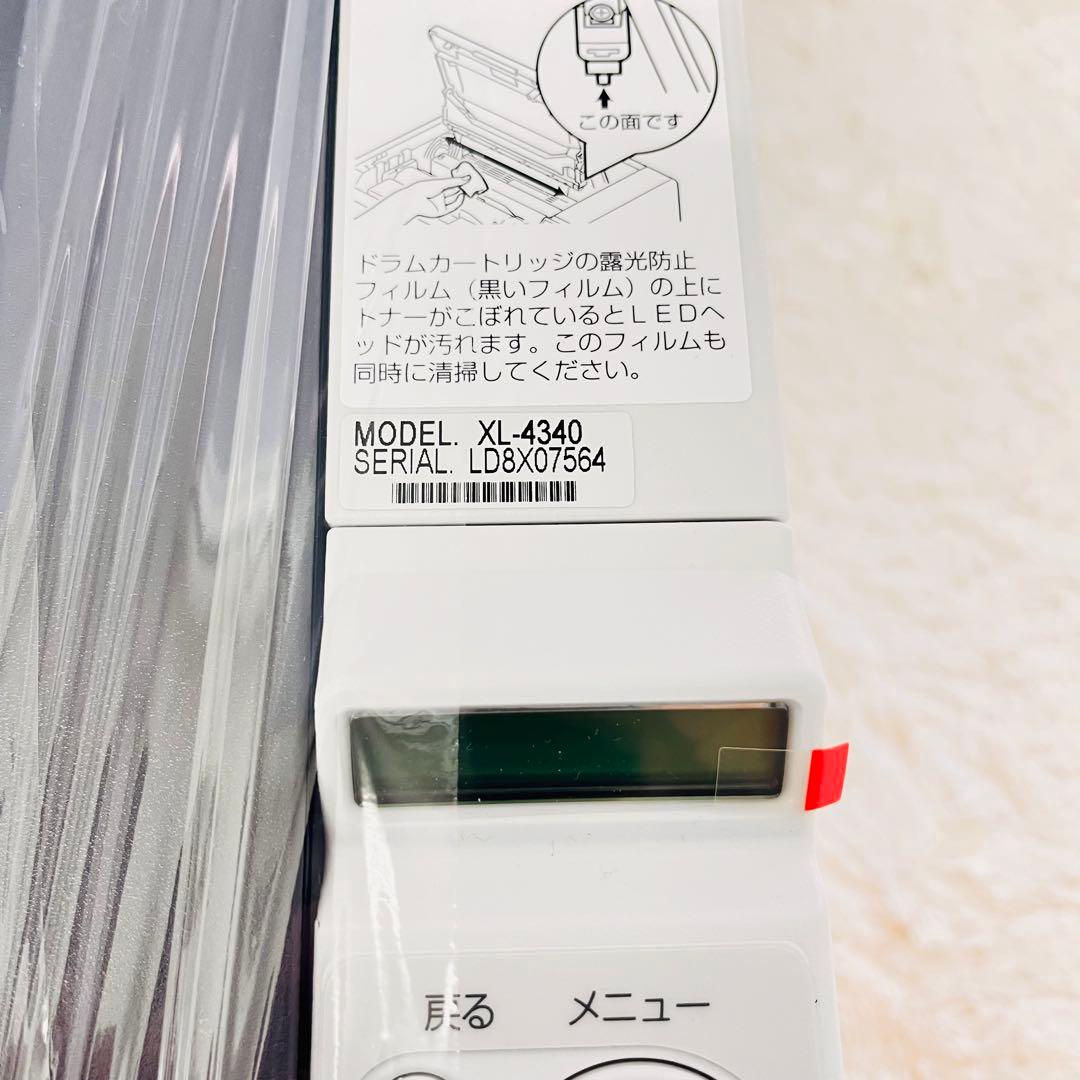 この面です
ドラムカートリッジの露光防止
フィルム（黒いフィルム）の上に
トナーがこぼれているとＬＥＤヘ
ッドが汚れます。このフィルムも
同時に清掃してください。
MODEL. XL-4340
SERIAL. LD8X07564
戻る メニュー